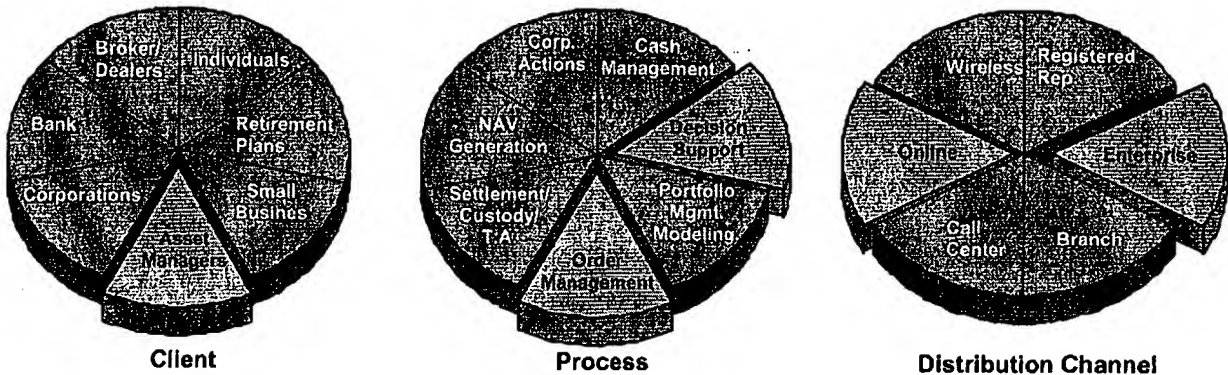 Broker/
Dealers
Individuals
Bank
Retirement
Plans
Corporations
Small
Busines
Asset
Managers
Client
Corp.
Actions
Cash
Management
NAV
Generation
Decision
Support
Settlement/
Custody/
T.A.
Portfolio
Mgmt.
Modeling
Order
Management
Process
Wireless
Registered
Rep.
Online
Enterprise
Call
Center
Branch
Distribution Channel